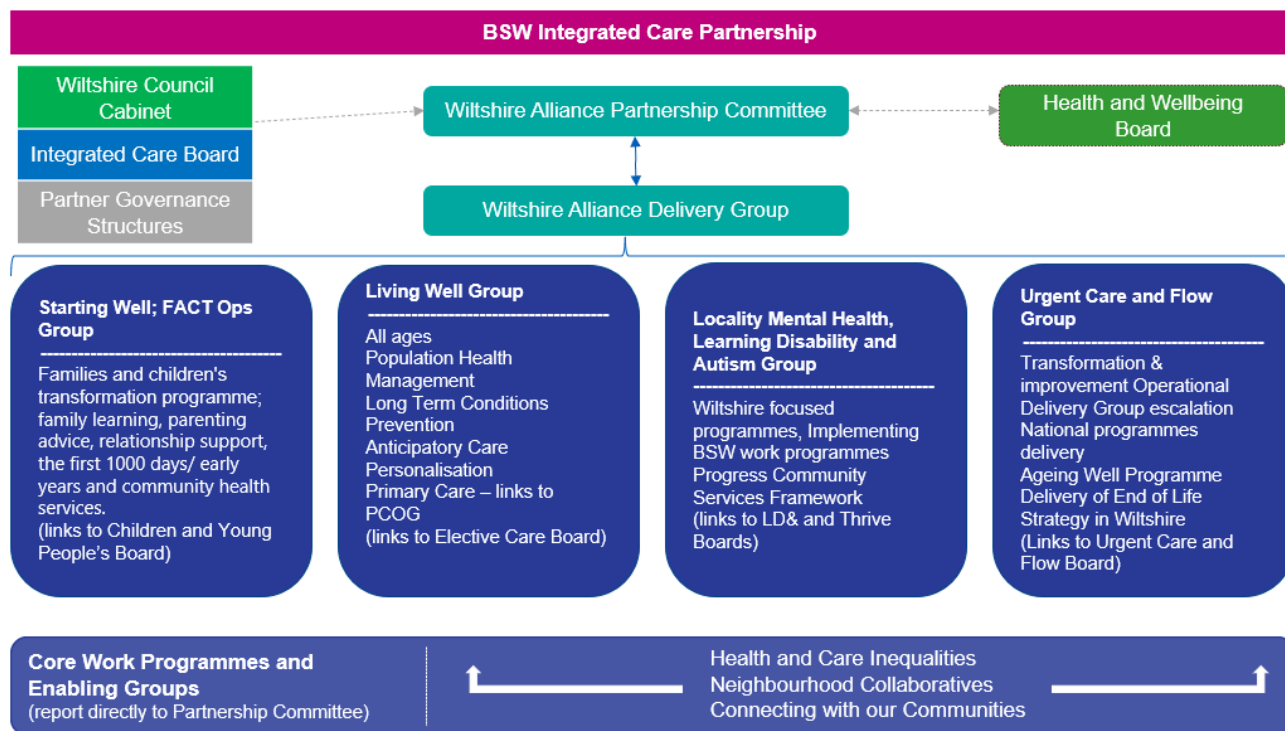 BSW Integrated Care Partnership
Wiltshire Council
Cabinet
Integrated Care Board
Partner Governance
Structures
Wiltshire Alliance Partnership Committee
Health and Wellbeing
Board
Wiltshire Alliance Delivery Group
Starting Well; FACT Ops
Group
Families and children's
transformation programme;
family learning, parenting
advice, relationship support,
the first 1000 days/ early
years and community health
services.
(links to Children and Young
People's Board)
Living Well Group
All ages
Population Health
Management
Long Term Conditions
Prevention
Anticipatory Care
Personalisation
Primary Care – links to
PCOG
(links to Elective Care Board)
Locality Mental Health,
Learning Disability and
Autism Group
Wiltshire focused
programmes, Implementing
BSW work programmes
Progress Community
Services Framework
(links to LD& and Thrive
Boards)
Urgent Care and Flow
Group
Transformation &
improvement Operational
Delivery Group escalation
National programmes
delivery
Ageing Well Programme
Delivery of End of Life
Strategy in Wiltshire
(Links to Urgent Care and
Flow Board)
Core Work Programmes and
Enabling Groups
(report directly to Partnership Committee)
Health and Care Inequalities
Neighbourhood Collaboratives
Connecting with our Communities